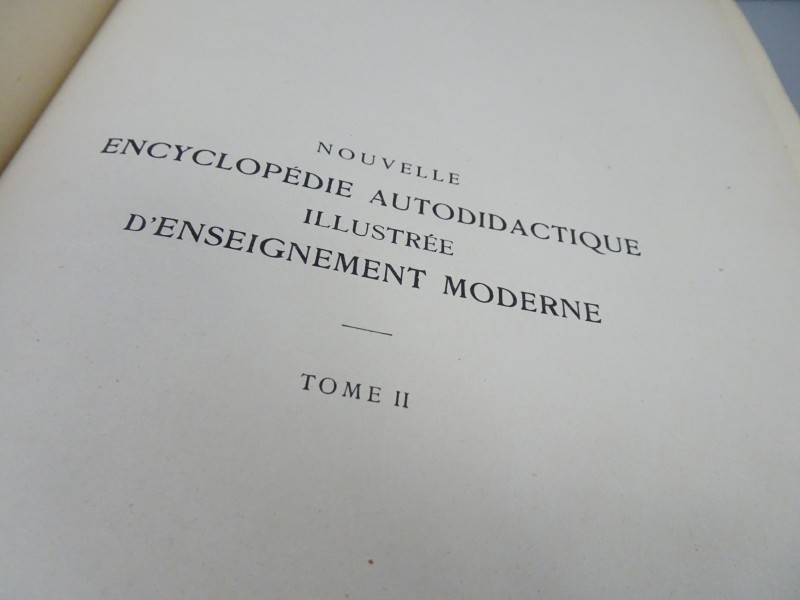 NOUVELLE
ENCYCLOPÉDIE AUTODIDACTIQUE
ILLUSTRÉE
D'ENSEIGNEMENT MODERNE
TOME II